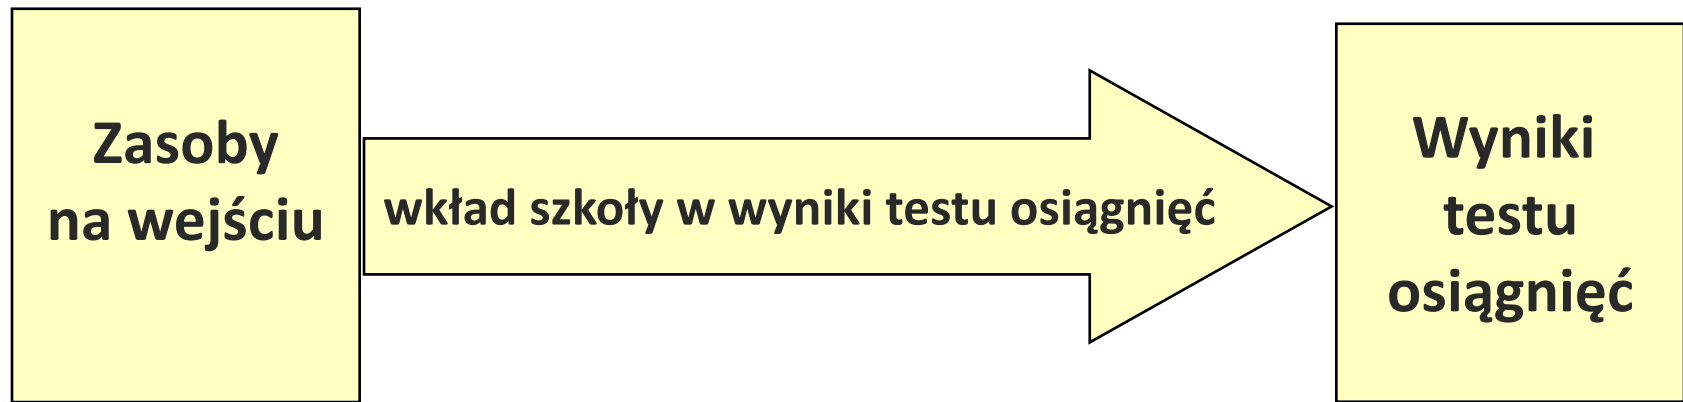 Zasoby
na wejściu
wkład szkoły w wyniki testu osiągnięć
Wyniki
testu
osiągnięć